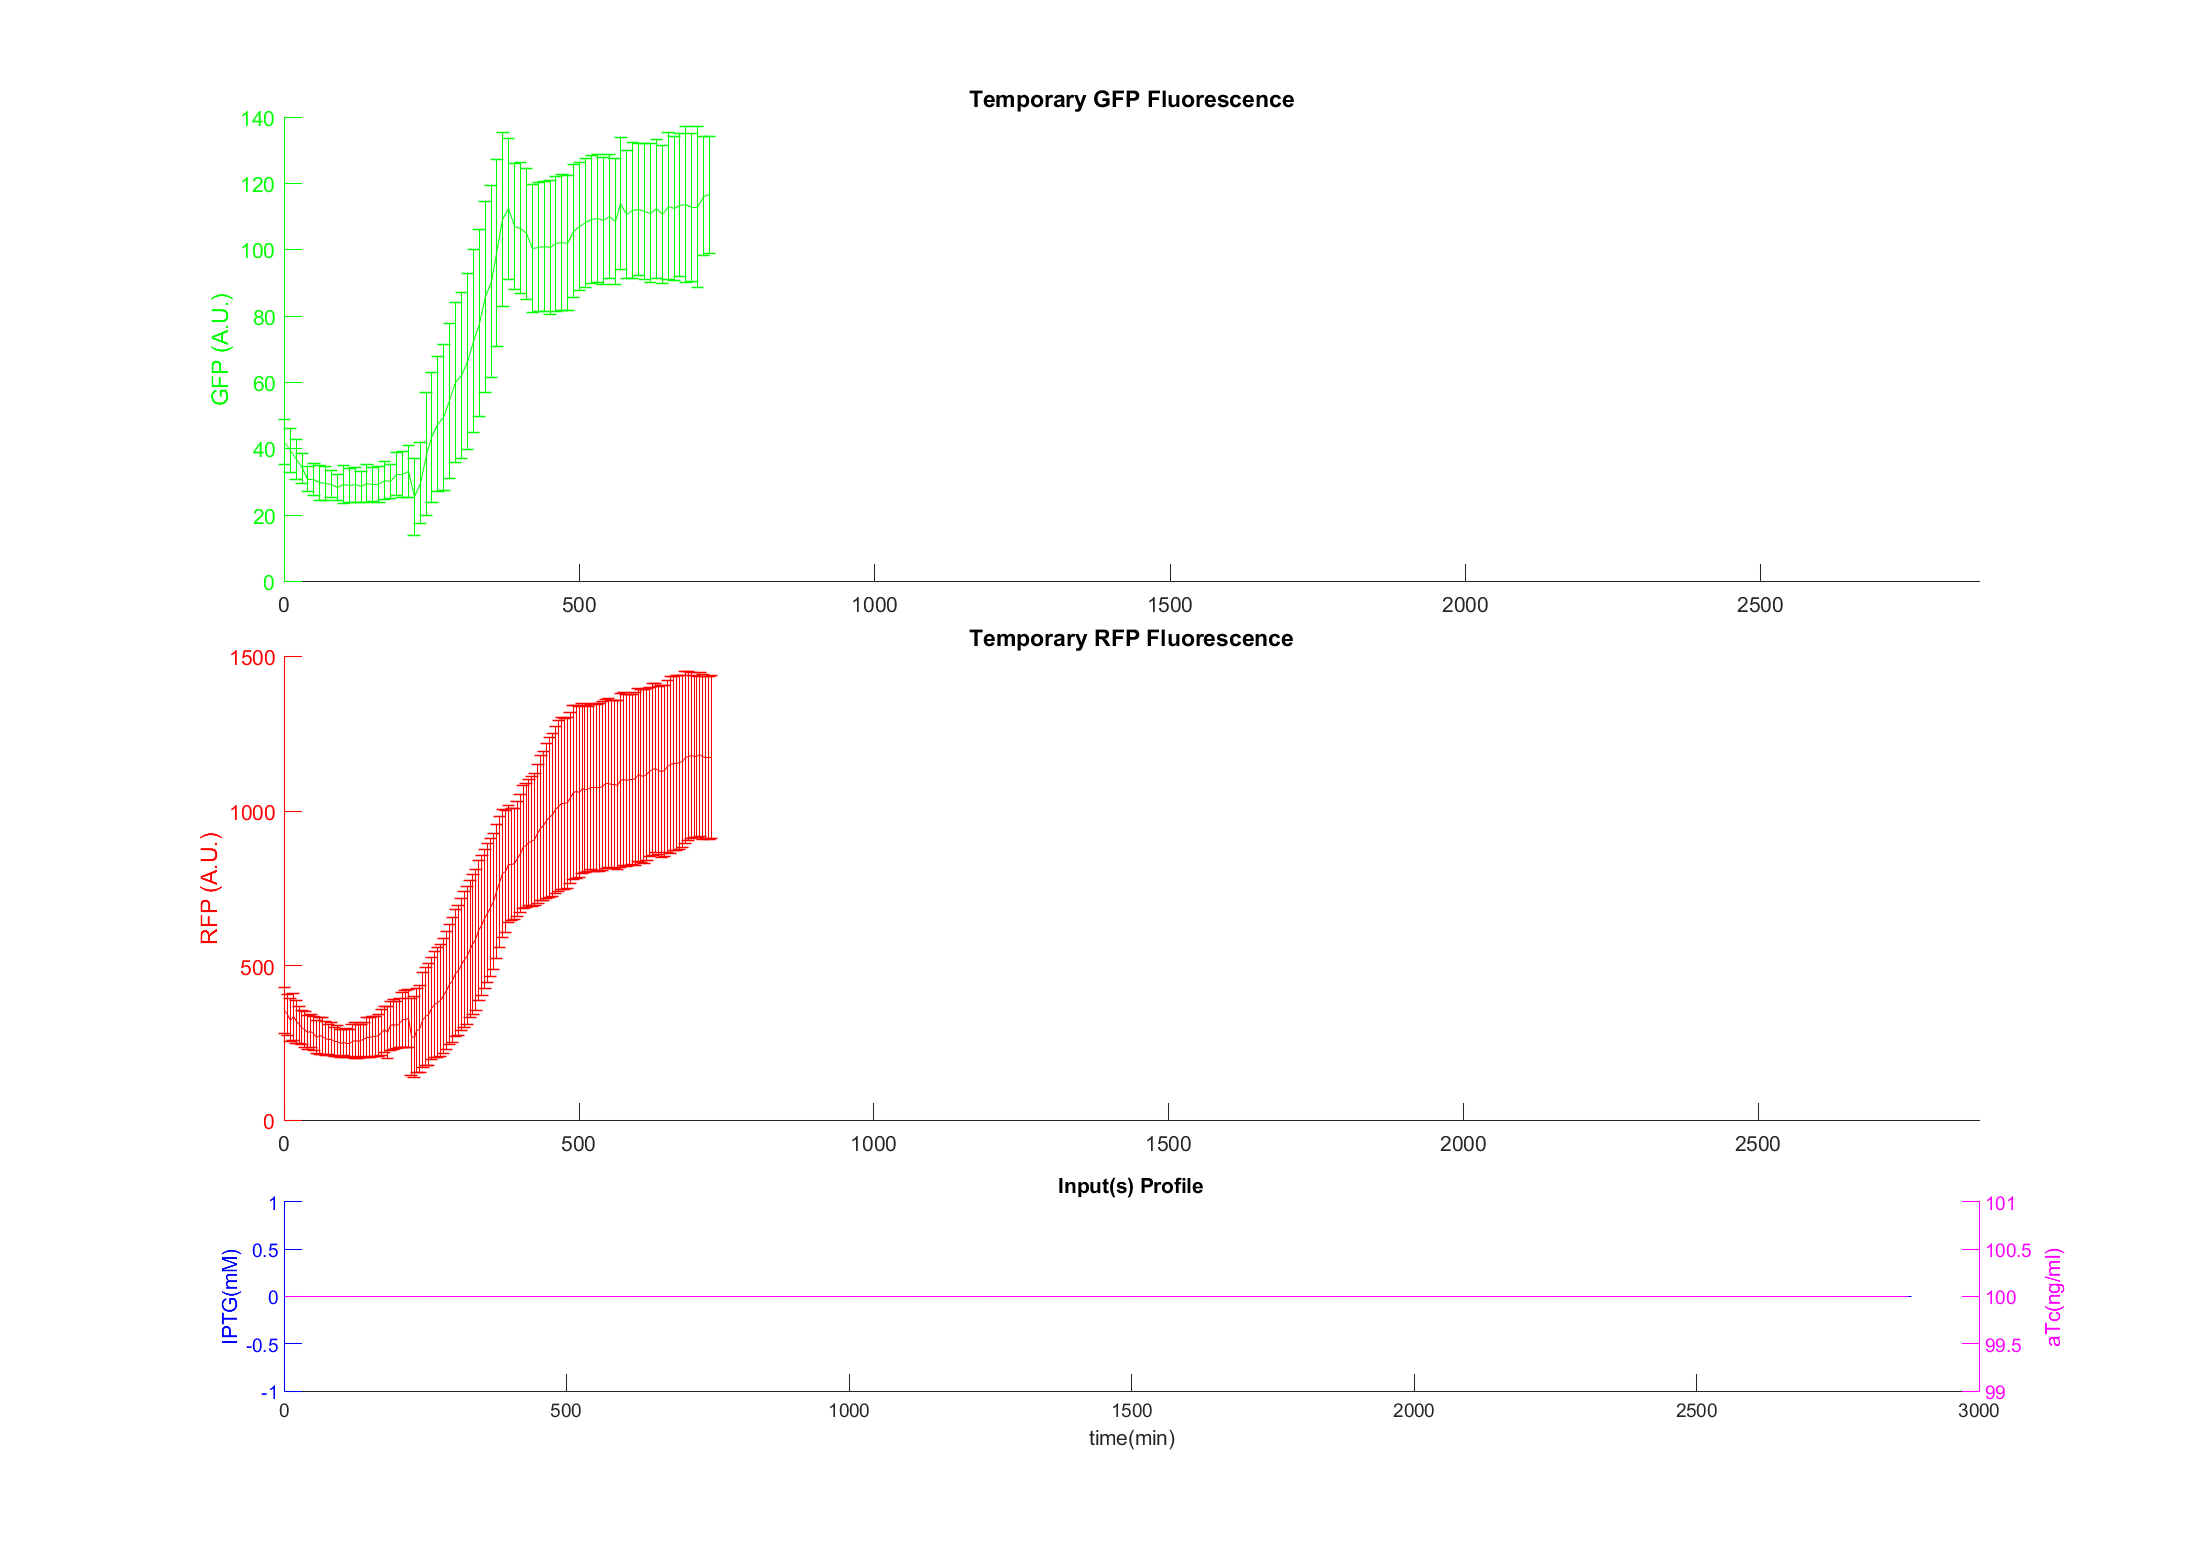 Temporary GFP Fluorescence
140
120
100
80
60
40
20
0
GFP (A.U.)
0 500 1000 1500 2000 2500
Temporary RFP Fluorescence
1500
1000
500
0
RFP (A.U.)
0 500 1000 1500 2000 2500
Input(s) Profile
1
0.5
0
-0.5
-1
IPTG(mM)
101
100.5
100
99.5
99
aTc(ng/ml)
0 500 1000 1500 2000 2500 3000
time(min)